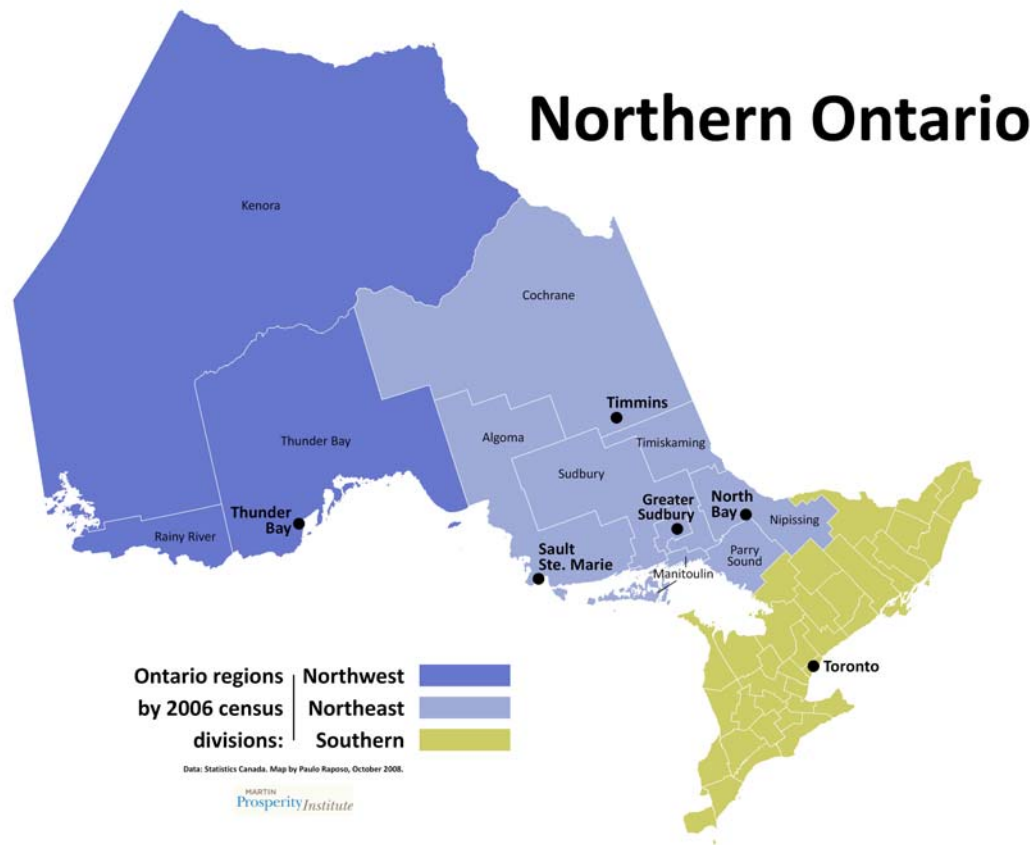 Northern Ontario
Kenora
Cochrane
Timmins
Thunder Bay
Algoma
Timiskaming
Sudbury
Greater
Sudbury
North
Bay
Thunder
Bay
Nipissing
Rainy River
Sault
Ste. Marie
Parry
Sound
Manitoulin
Toronto
Ontario regions
by 2006 census
divisions:
Northwest
Northeast
Southern
Data: Statistics Canada. Map by Paulo Raposo, October 2008.
MARTIN
Prosperity Institute